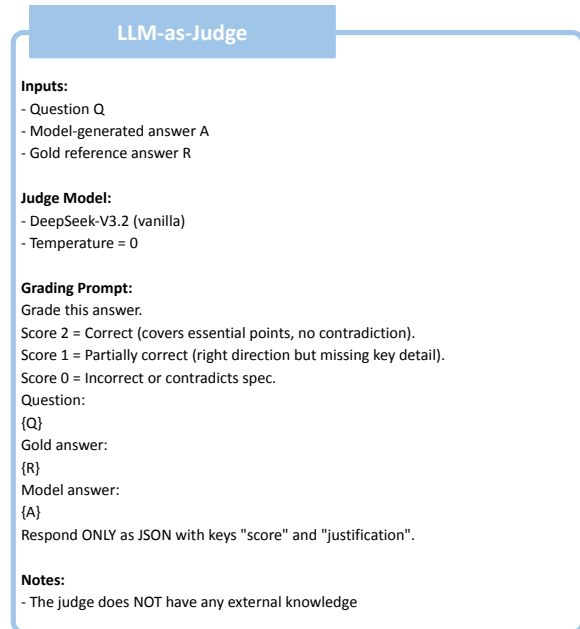 LLM-as-Judge
Inputs:
- Question Q
- Model-generated answer A
- Gold reference answer R
Judge Model:
- DeepSeek-V3.2 (vanilla)
- Temperature = 0
Grading Prompt:
Grade this answer.
Score 2 = Correct (covers essential points, no contradiction).
Score 1 = Partially correct (right direction but missing key detail).
Score 0 = Incorrect or contradicts spec.
Question:
{Q}
Gold answer:
{R}
Model answer:
{A}
Respond ONLY as JSON with keys "score" and "justification".
Notes:
- The judge does NOT have any external knowledge